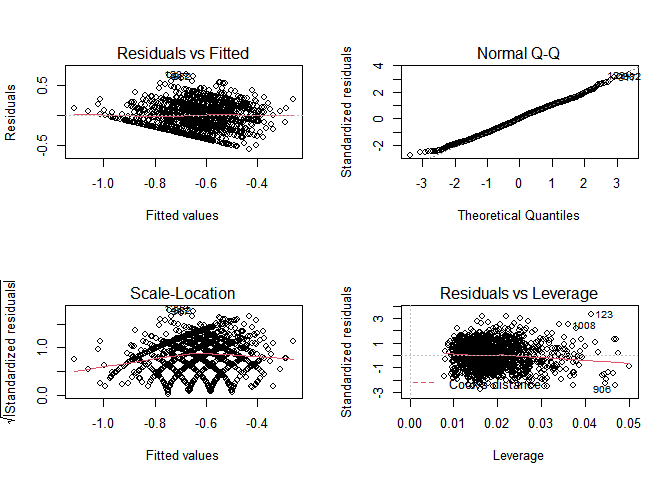 Residuals vs Fitted
Residuals
-0.5
0.5
-1.0
-0.8
-0.6
-0.4
Fitted values
Normal Q-Q
Standardized residuals
-2
0
2
4
-3
-2
-1
0
1
2
3
Theoretical Quantiles
Scale-Location
√|Standardized residuals|
0.0
1.0
-1.0
-0.8
-0.6
-0.4
Fitted values
Residuals vs Leverage
Standardized residuals
-3
-1
1
3
123
1008
906
Cook's distance
0.00
0.01
0.02
0.03
0.04
0.05
Leverage